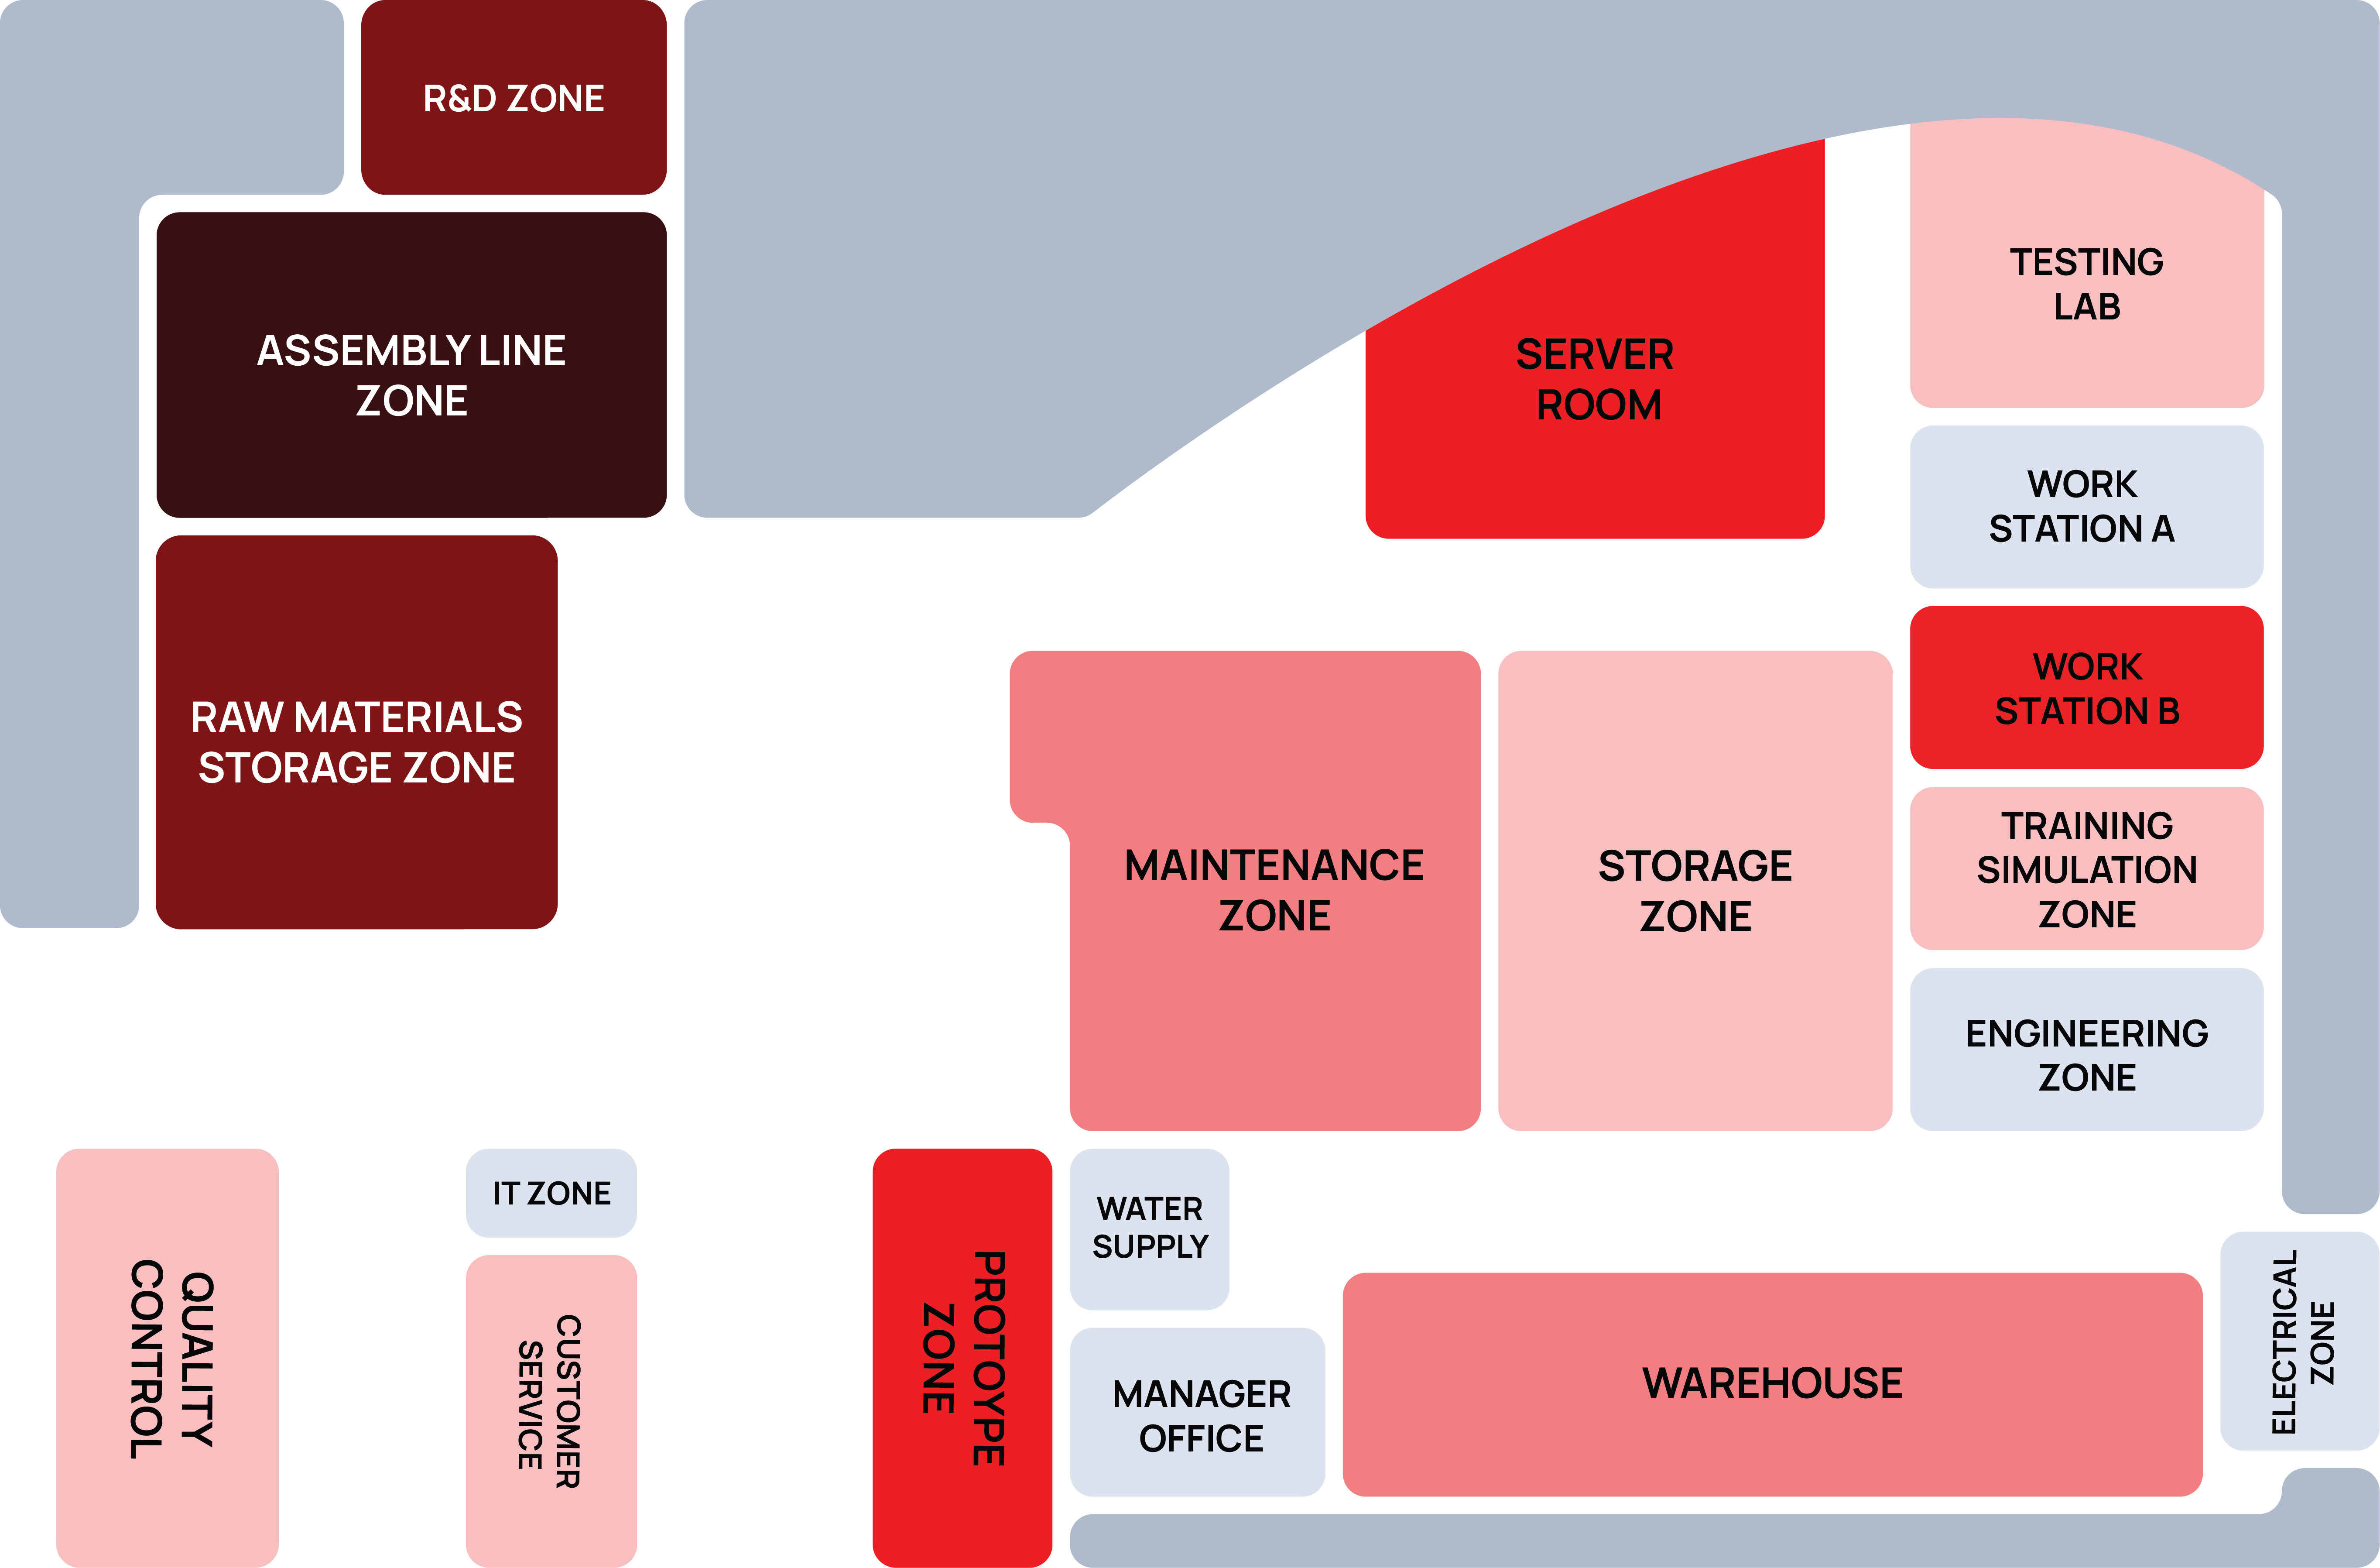 R&D ZONE
ASSEMBLY LINE
ZONE
RAW MATERIALS
STORAGE ZONE
SERVER
ROOM
TESTING
LAB
WORK
STATION A
WORK
STATION B
MAINTENANCE
ZONE
STORAGE
ZONE
TRAINING
SIMULATION
ZONE
ENGINEERING
ZONE
QUALITY
CONTROL
IT ZONE
CUSTOMER
SERVICE
PROTOTYPE
ZONE
WATER
SUPPLY
MANAGER
OFFICE
WAREHOUSE
ELECTRICAL
ZONE